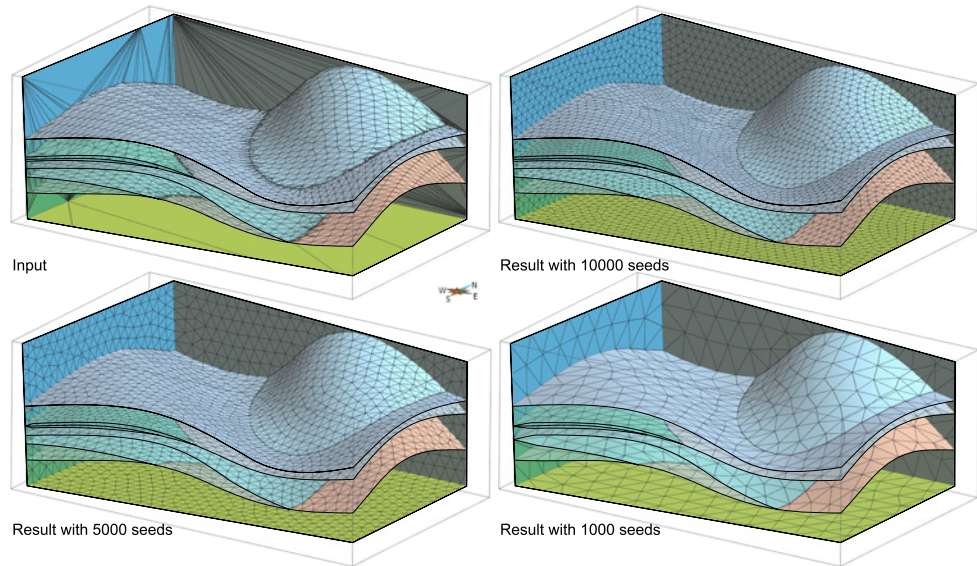 Input
Result with 10000 seeds
W N
S E
Result with 5000 seeds
Result with 1000 seeds